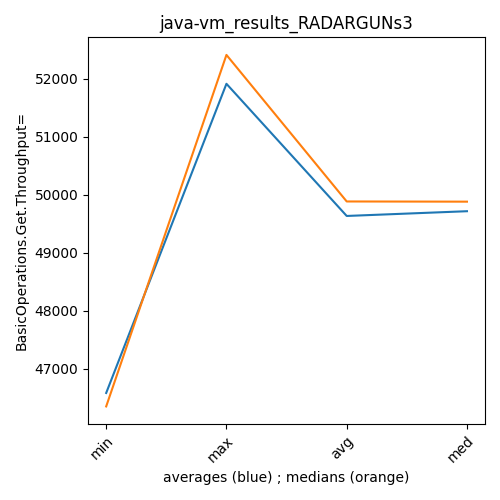 java-vm_results_RADARGUNs3
BasicOperations.Get.Throughput=
52000
51000
50000
49000
48000
47000
min
max
avg
med
averages (blue) ; medians (orange)